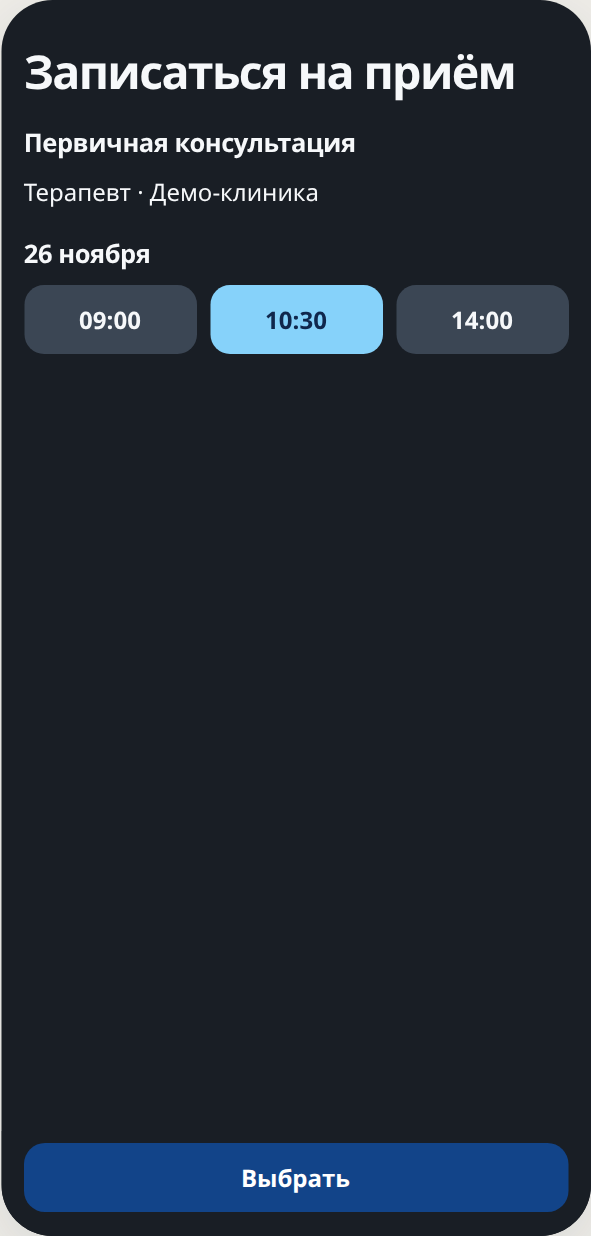 Записаться на приём
Первичная консультация
Терапевт · Демо-клиника
26 ноября
09:00 10:30 14:00
Выбрать